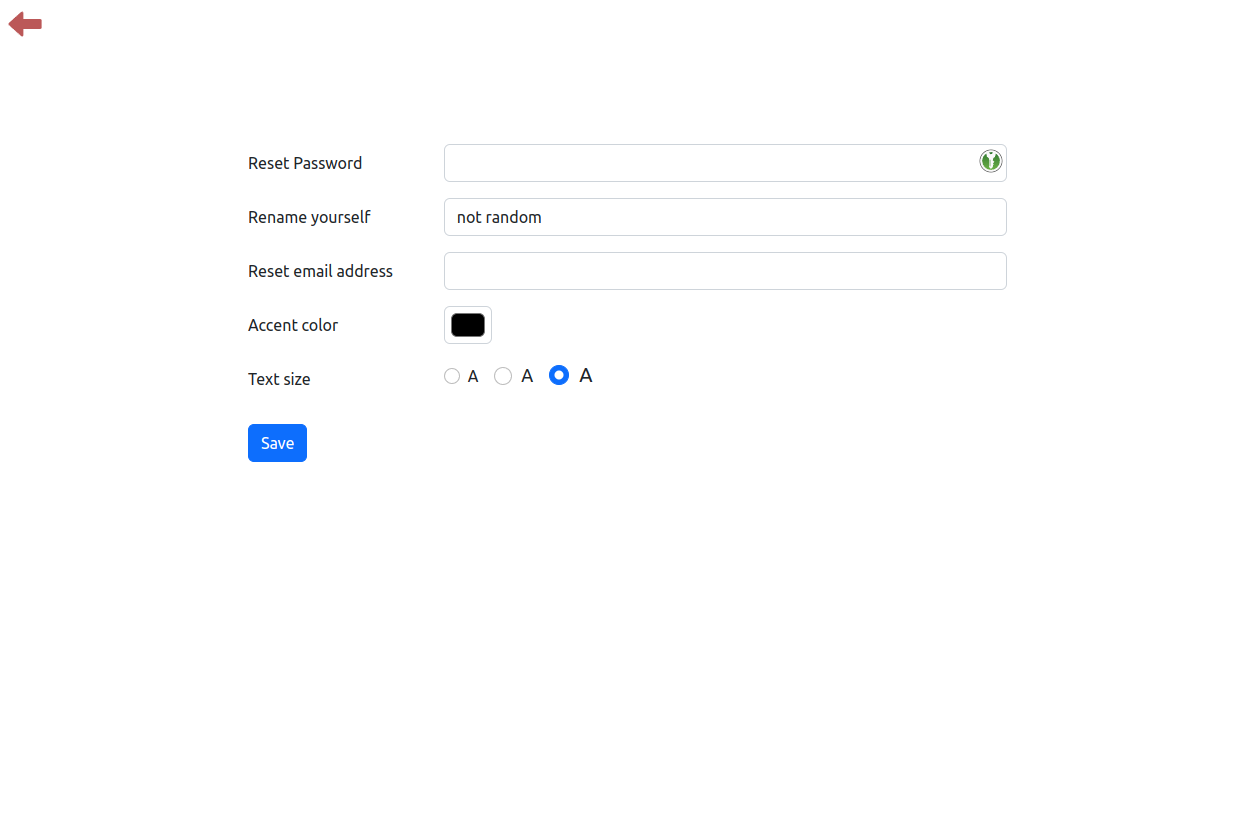 Reset Password
Rename yourself not random
Reset email address
Accent color
Text size A A A
Save